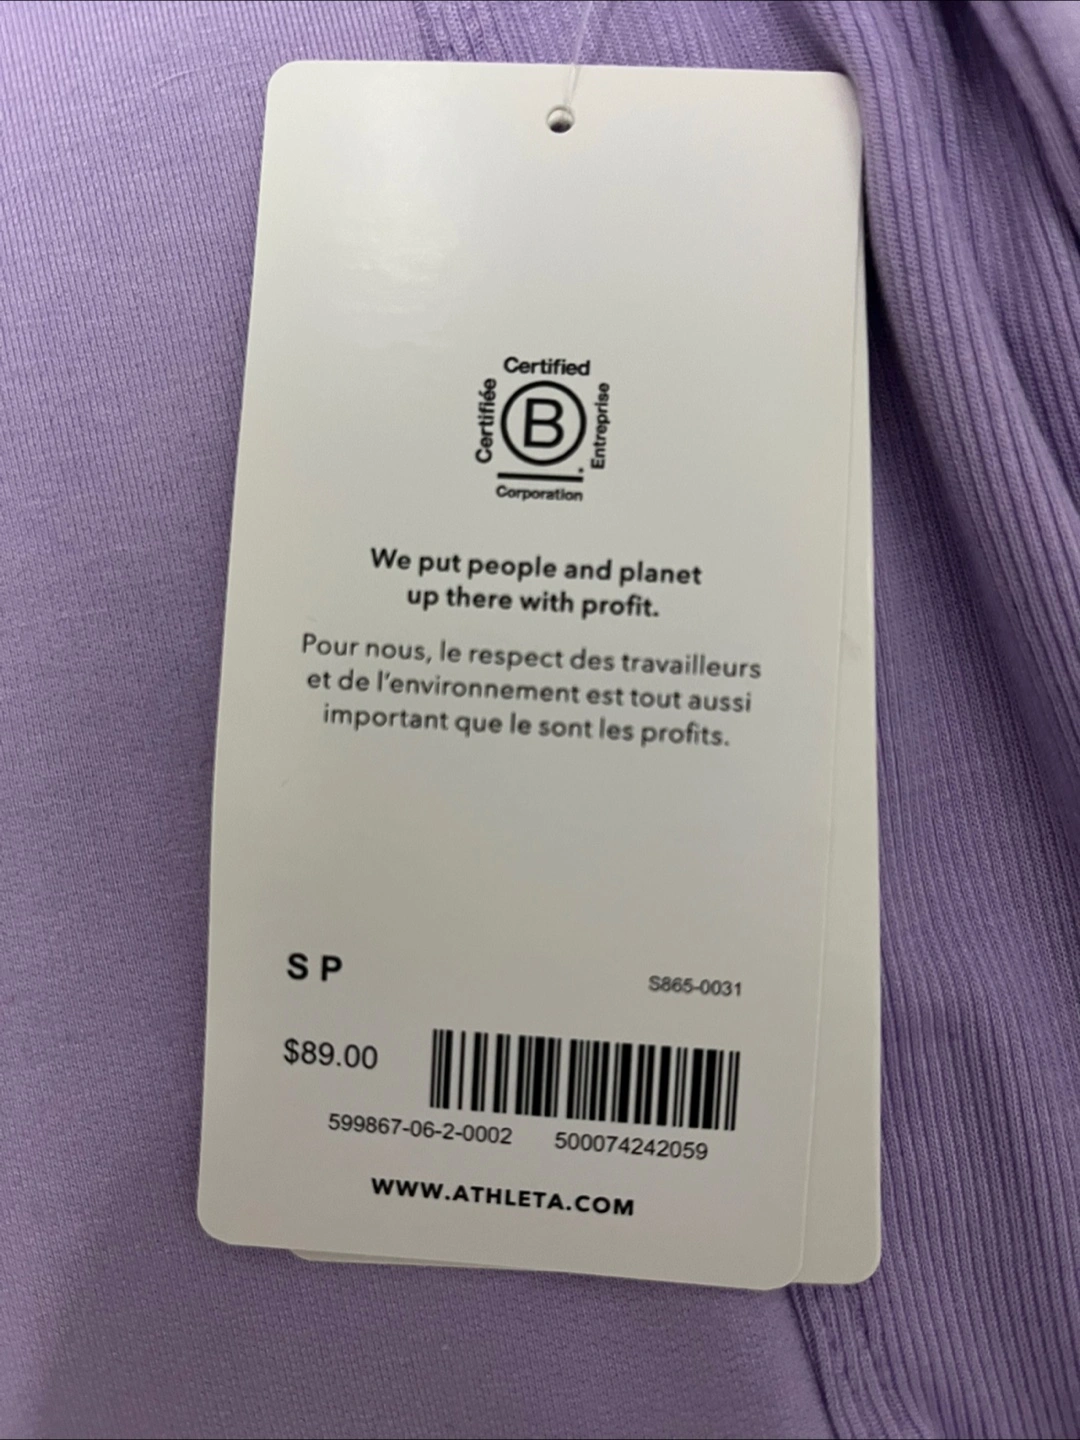 Certified
Certifiée
B
Entreprise
Corporation
We put people and planet
up there with profit.
Pour nous, le respect des travailleurs
et de l'environnement est tout aussi
important que le sont les profits.
S P
S865-0031
$89.00
599867-06-2-0002 500074242059
WWW.ATHLETA.COM